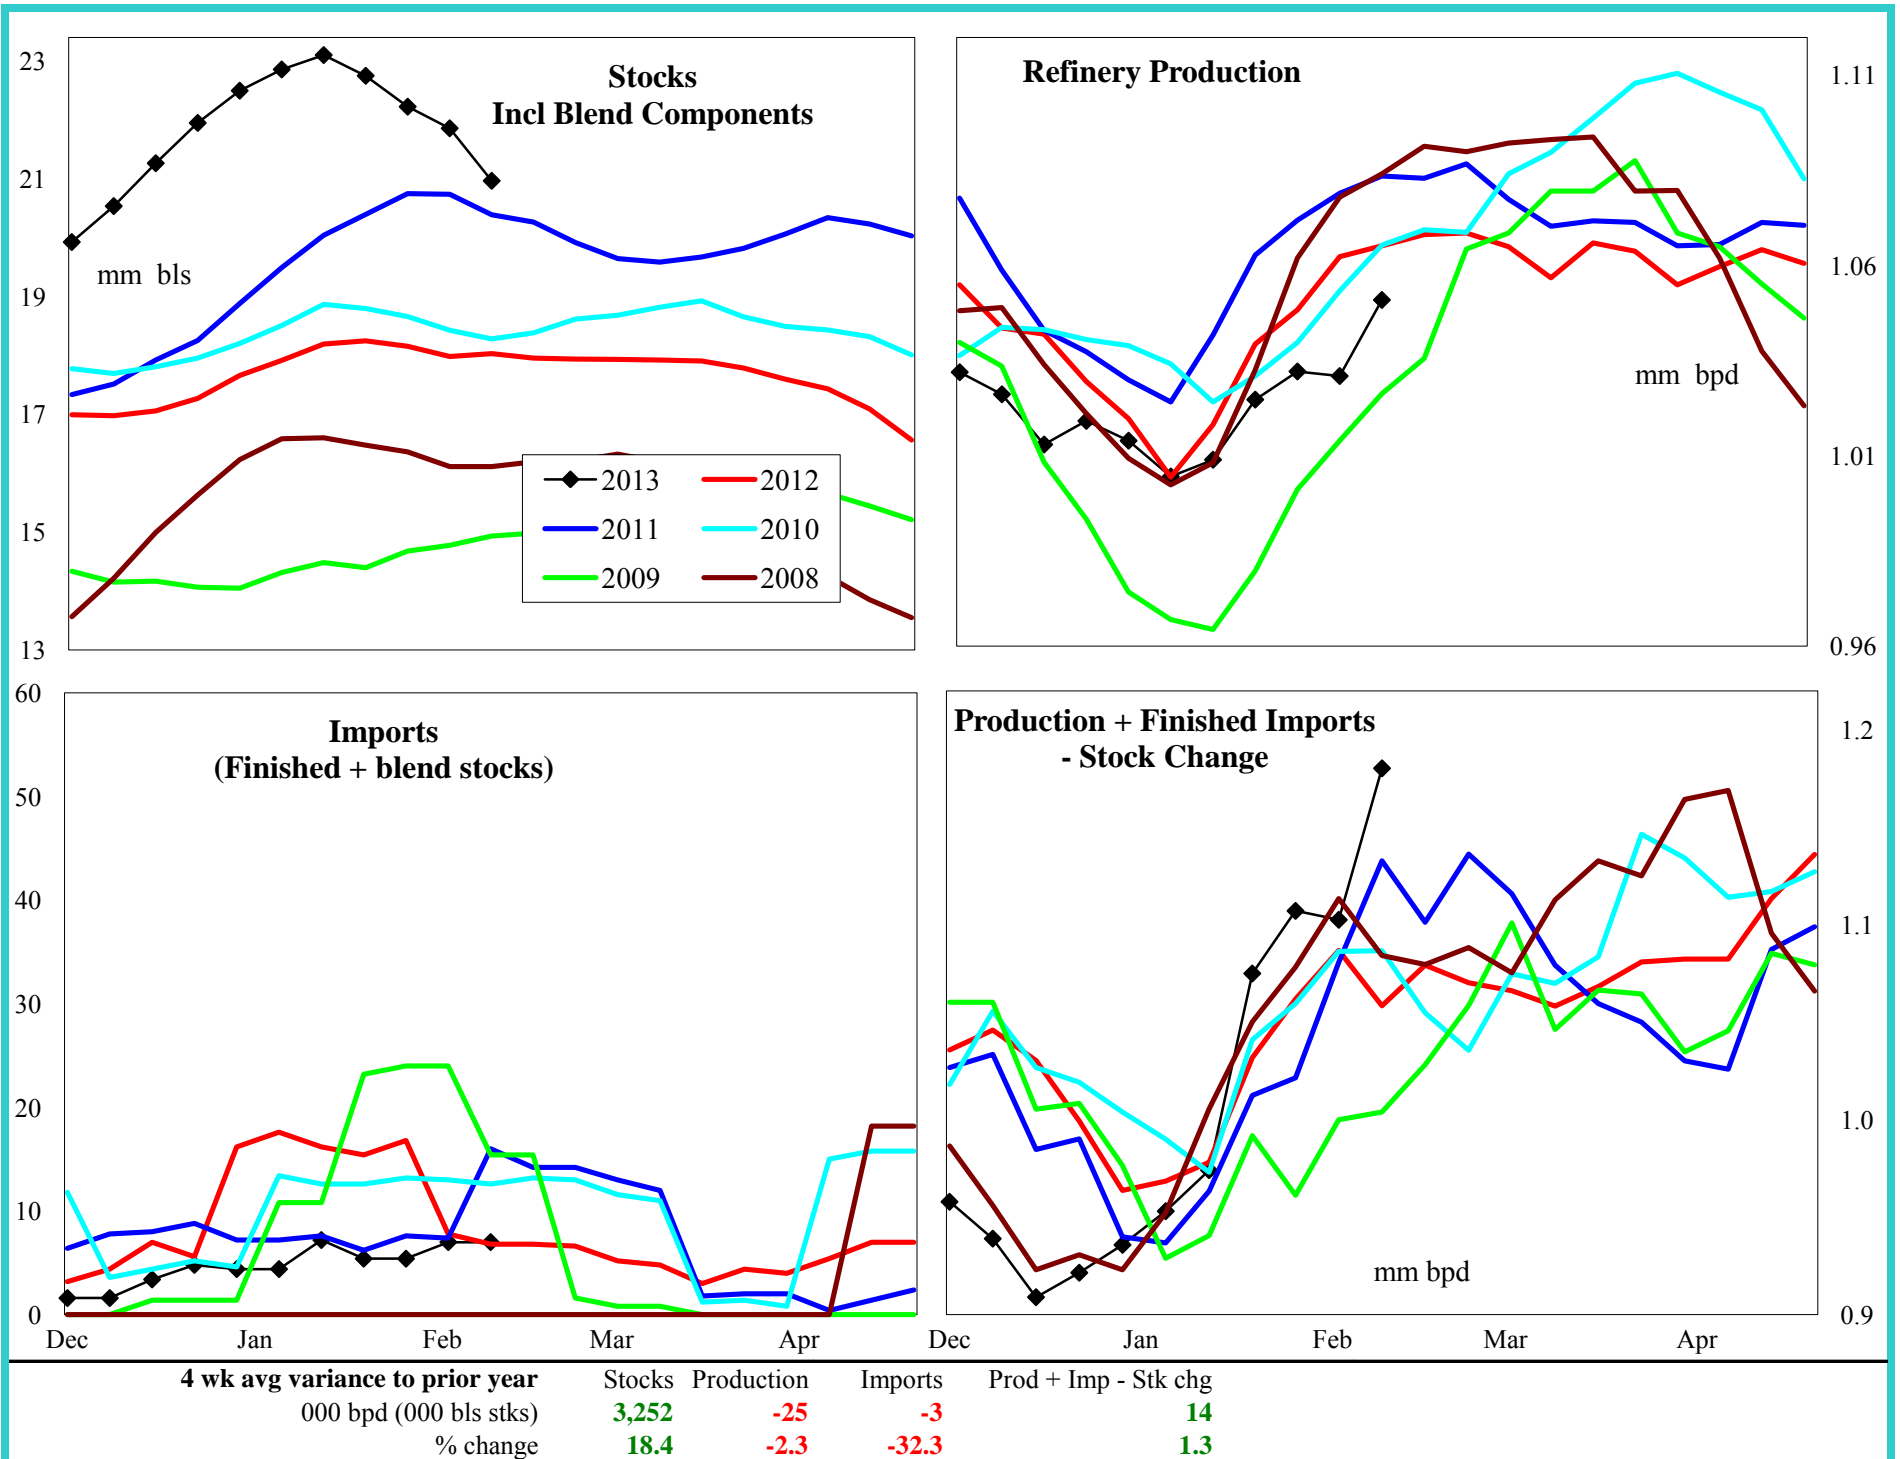 Stocks
Incl Blend Components
23
21
19
17
15
13
mm bls
2013 2012
2011 2010
2009 2008
Refinery Production
1.11
1.06
1.01
0.96
mm bpd
Imports
(Finished + blend stocks)
60
50
40
30
20
10
0
Dec Jan Feb Mar Apr
Production + Finished Imports
- Stock Change
1.2
1.1
1.0
0.9
mm bpd
Dec Jan Feb Mar Apr
4 wk avg variance to prior year Stocks Production Imports Prod + Imp - Stk chg
000 bpd (000 bls stks) 3,252 -25 -3 14
% change 18.4 -2.3 -32.3 1.3